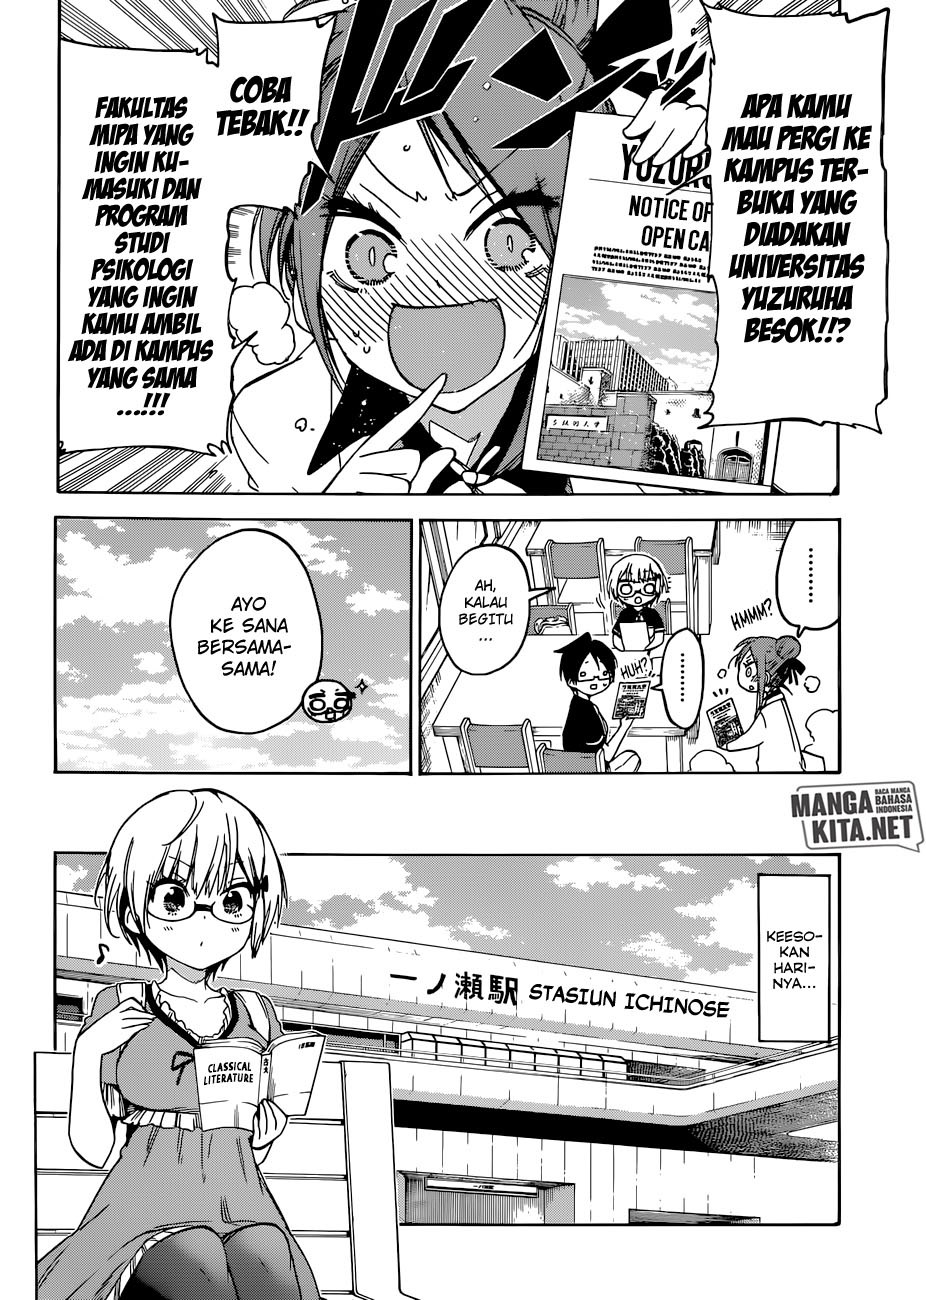 APA KAMU
MAU PERGI KE
KAMPUS TER-
BUKA YANG
DIADAKAN
UNIVERSITAS
YUZURUHA
BESOK!!?
YUZUR
NOTICE OF
OPEN CA
COBA
TEBAK!!
FAKULTAS
MIPA YANG
INGIN KU-
MASUKI DAN
PROGRAM
STUDI
PSIKOLOGI
YANG INGIN
KAMU AMBIL
ADA DI KAMPUS
YANG SAMA
...!!!
..........
HMMM?
..........
HUH?
AH,
KALAU
BEGITU
...
AYO
KE SANA
BERSAMA-
SAMA!
MANGA
KITA.NET
BACA MANGA
BAHASA
INDONESIA
KEESO-
KAN
HARI-
NYA...
一ノ瀬駅 STASIUN ICHINOSE
CLASSICAL
LITERATURE
古文